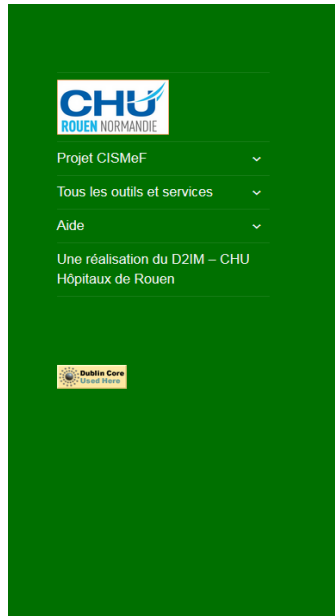 CHU
ROUEN NORMANDIE
Projet CISMeF
Tous les outils et services
Aide
Une réalisation du D2IM – CHU
Hôpitaux de Rouen
Dublin Core
Used Here